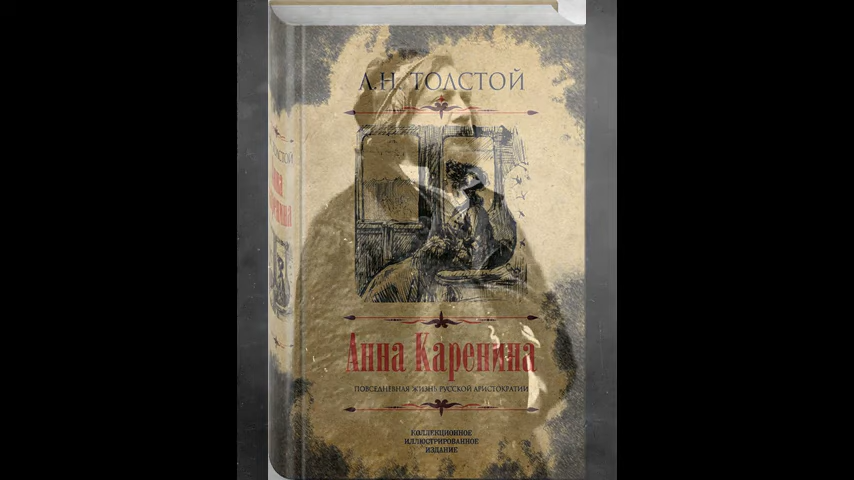 Л.Н. ТОЛСТОЙ
Анна Каренина
ПОВСЕДНЕВНАЯ ЖИЗНЬ РУССКОЙ АРИСТОКРАТИИ
КОЛЛЕКЦИОННОЕ
ИЛЛЮСТРИРОВАННОЕ
ИЗДАНИЕ